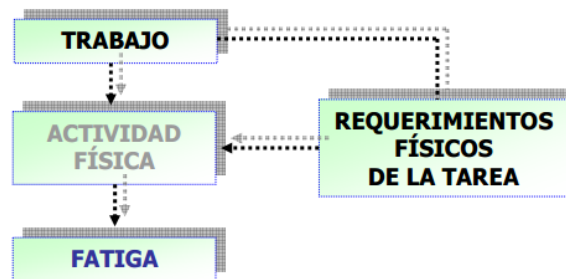 TRABAJO
ACTIVIDAD
FÍSICA
REQUERIMIENTOS
FÍSICOS
DE LA TAREA
FATIGA